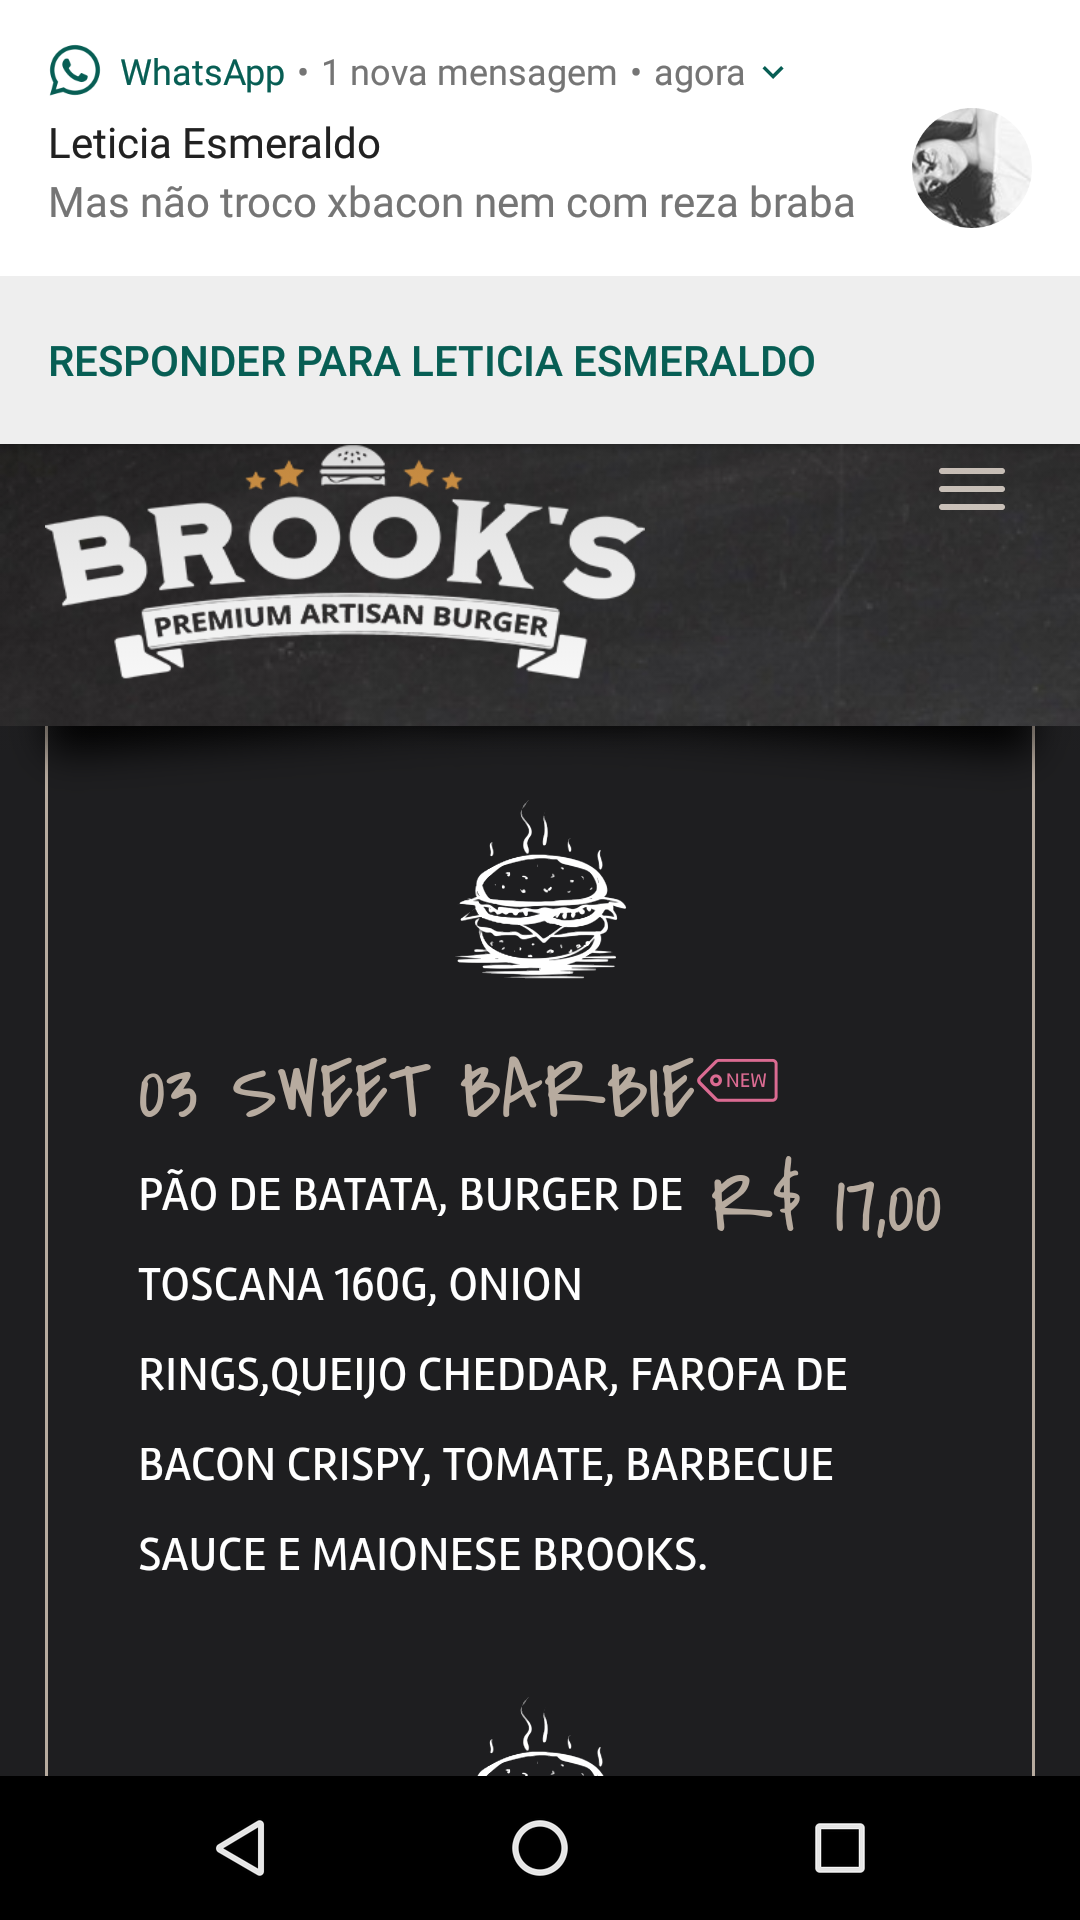 WhatsApp • 1 nova mensagem • agora
Leticia Esmeraldo
Mas não troco xbacon nem com reza braba
RESPONDER PARA LETICIA ESMERALDO
BROOK'S
PREMIUM ARTISAN BURGER
03 SWEET BARBIE NEW
PÃO DE BATATA, BURGER DE R$ 17,00
TOSCANA 160G, ONION
RINGS,QUEIJO CHEDDAR, FAROFA DE
BACON CRISPY, TOMATE, BARBECUE
SAUCE E MAIONESE BROOKS.